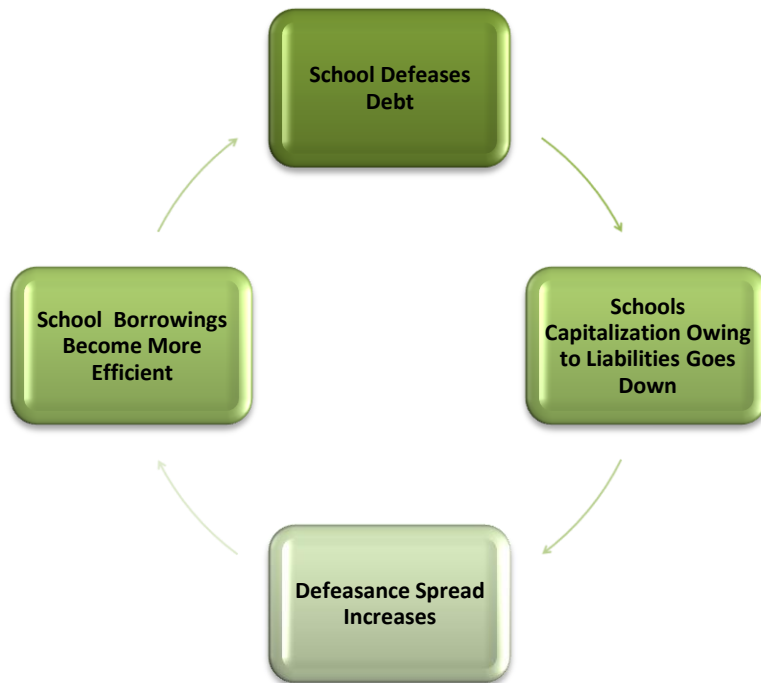 School Defeases
Debt
Schools
Capitalization Owing
to Liabilities Goes
Down
Defeasance Spread
Increases
School Borrowings
Become More
Efficient